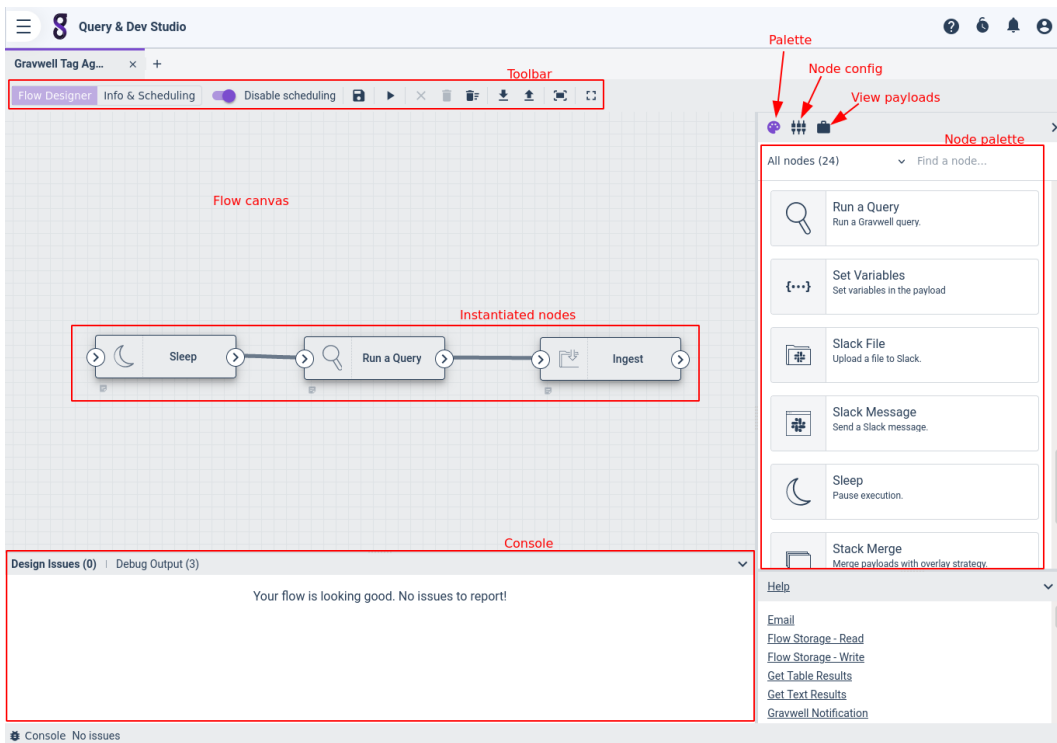 Query & Dev Studio
Palette
Gravwell Tag Ag... × +
Node config
Toolbar
Flow Designer Info & Scheduling Disable scheduling
View payloads
Node palette
All nodes (24) Find a node...
Flow canvas
Run a Query
Run a Gravwell query.
Set Variables
Set variables in the payload
Instantiated nodes
Sleep Run a Query Ingest
Slack File
Upload a file to Slack.
Slack Message
Send a Slack message.
Sleep
Pause execution.
Stack Merge
Merge payloads with overlay strategy.
Console
Design Issues (0) | Debug Output (3)
Your flow is looking good. No issues to report!
Help
Email
Flow Storage - Read
Flow Storage - Write
Get Table Results
Get Text Results
Gravwell Notification
Console No issues